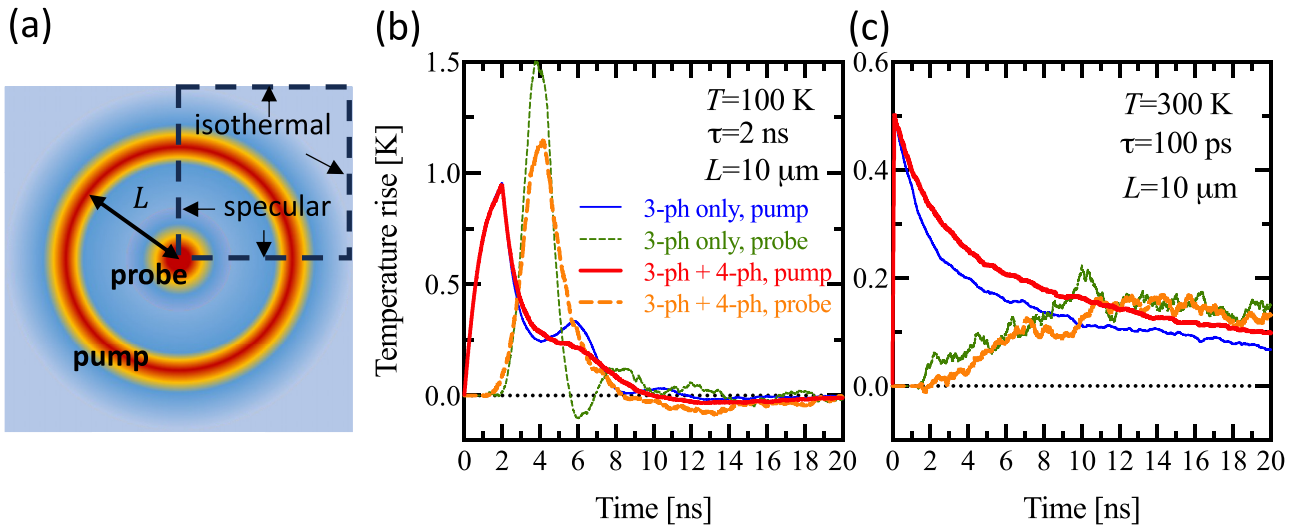 (a)
isothermal
L
specular
probe
pump
(b)
Temperature rise [K]
1.5
1.0
0.5
0.0
T=100 K
τ=2 ns
L=10 μm
3-ph only, pump
3-ph only, probe
3-ph + 4-ph, pump
3-ph + 4-ph, probe
0 2 4 6 8 10 12 14 16 18 20
Time [ns]
(c)
0.6
0.4
0.2
0.0
T=300 K
τ=100 ps
L=10 μm
0 2 4 6 8 10 12 14 16 18 20
Time [ns]